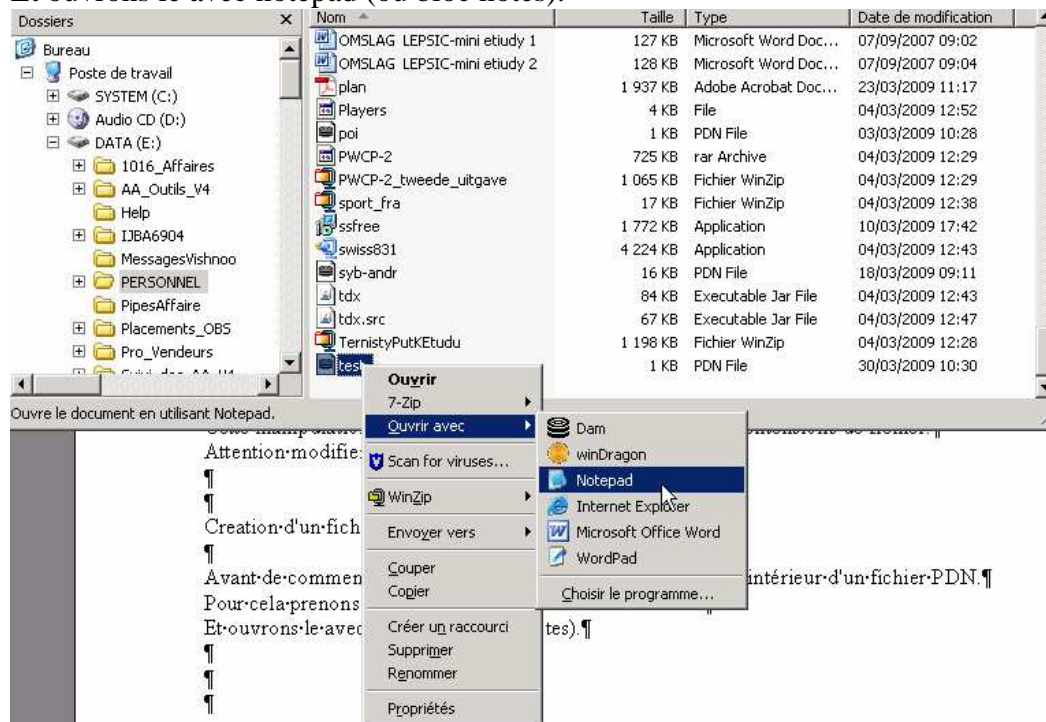 Et ouvrons le avec notepad (ou bloc notes).
Dossiers
Bureau
Poste de travail
SYSTEM (C:)
Audio CD (D:)
DATA (E:)
1016_Affaires
AA_Outils_V4
Help
IJBA6904
MessagesVishnoo
PERSONNEL
PipesAffaire
Placements_OBS
Pro_Vendeurs
Nom Taille Type Date de modification
OMSLAG LEPSIC-mini etiudy 1 127 KB Microsoft Word Doc... 07/09/2007 09:02
OMSLAG LEPSIC-mini etiudy 2 128 KB Microsoft Word Doc... 07/09/2007 09:04
plan 1 937 KB Adobe Acrobat Doc... 23/03/2009 11:17
Players 4 KB File 04/03/2009 12:52
poi 1 KB PDN File 03/03/2009 10:28
PWCP-2 725 KB rar Archive 04/03/2009 12:29
PWCP-2_tweede_uitgave 1 065 KB Fichier WinZip 04/03/2009 12:29
sport_fra 17 KB Fichier WinZip 04/03/2009 12:38
ssfree 1 772 KB Application 10/03/2009 17:42
swiss831 4 224 KB Application 04/03/2009 12:43
syb-andr 16 KB PDN File 18/03/2009 09:11
tdx 84 KB Executable Jar File 04/03/2009 12:43
tdx.src 67 KB Executable Jar File 04/03/2009 12:47
TernistyPutKEtudu 1 198 KB Fichier WinZip 04/03/2009 12:28
test 1 KB PDN File 30/03/2009 10:30
Ouvre le document en utilisant Notepad.
Ouvrir
7-Zip
Ouvrir avec
Scan for viruses...
WinZip
Envoyer vers
Couper
Copier
Créer un raccourci
Supprimer
Renommer
Propriétés
Dam
winDragon
Notepad
Internet Explorer
Microsoft Office Word
WordPad
Choisir le programme...
Attention·modifie
¶
¶
Creation·d'un·fich
¶
Avant·de·commen intérieur·d'un·fichier·PDN.¶
Pour·cela·prenons
Et·ouvrons·le·avec tes).¶
¶
¶
¶